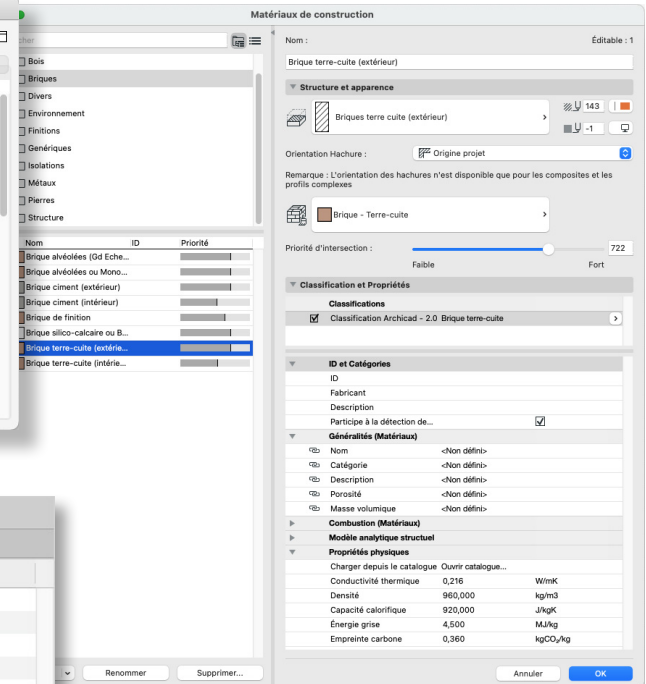 Matériaux de construction
cher
Bois
Briques
Divers
Environnement
Finitions
Genériques
Isolations
Métaux
Pierres
Structure
Nom ID Priorité
Brique alvéolées (Gd Eche...
Brique alvéolées ou Mono...
Brique ciment (extérieur)
Brique ciment (intérieur)
Brique de finition
Brique silico-calcaire ou B...
Brique terre-cuite (extérie...
Brique terre-cuite (intérie...
Renommer Supprimer...
Nom : Éditable : 1
Brique terre-cuite (extérieur)
Structure et apparence
Briques terre cuite (extérieur)
143
-1
Orientation Hachure : Origine projet
Remarque : L'orientation des hachures n'est disponible que pour les composites et les
profils complexes
Brique - Terre-cuite
Priorité d'intersection : 722
Faible Fort
Classification et Propriétés
Classifications
Classification Archicad - 2.0 Brique terre-cuite
ID et Catégories
ID
Fabricant
Description
Participe à la détection de...
Généralités (Matériaux)
Nom <Non défini>
Catégorie <Non défini>
Description <Non défini>
Porosité <Non défini>
Masse volumique <Non défini>
Combustion (Matériaux)
Modèle analytique structuel
Propriétés physiques
Charger depuis le catalogue Ouvrir catalogue...
Conductivité thermique 0,216 W/mK
Densité 960,000 kg/m3
Capacité calorifique 920,000 J/kgK
Énergie grise 4,500 MJ/kg
Empreinte carbone 0,360 kgCO₂/kg
Annuler OK